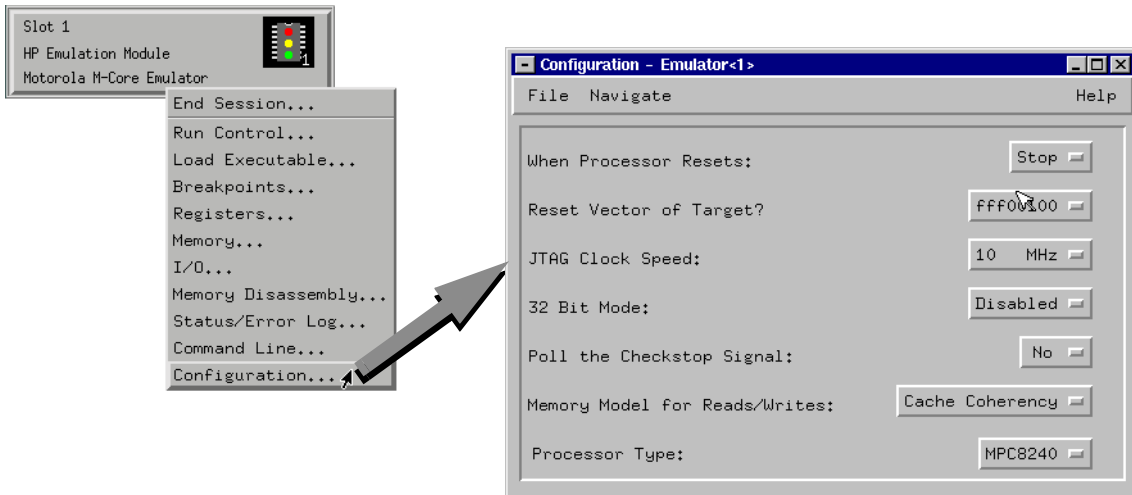 Slot 1
HP Emulation Module
Motorola M-Core Emulator
1
End Session...
Run Control...
Load Executable...
Breakpoints...
Registers...
Memory...
I/O...
Memory Disassembly...
Status/Error Log...
Command Line...
Configuration...
Configuration - Emulator<1>
File Navigate Help
When Processor Resets: Stop
Reset Vector of Target? fff00100
JTAG Clock Speed: 10 MHz
32 Bit Mode: Disabled
Poll the Checkstop Signal: No
Memory Model for Reads/Writes: Cache Coherency
Processor Type: MPC8240